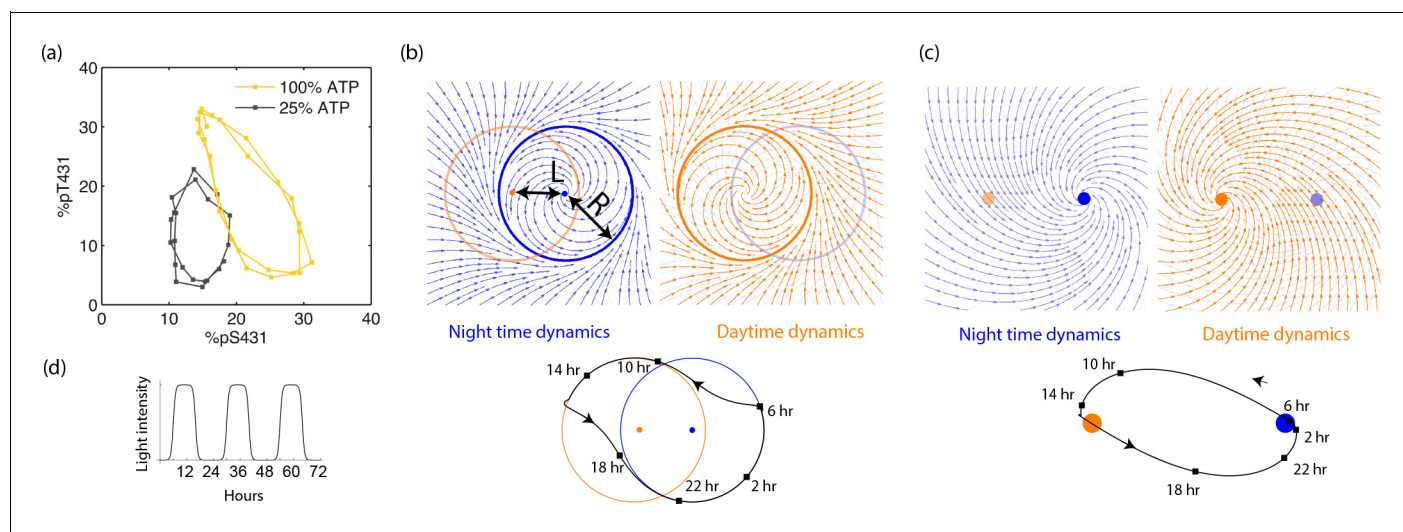 (a)
40
30
20
10
0
0
10
20
30
40
%pT431
%pS431
100% ATP
25% ATP
(b)
L
R
Night time dynamics
Daytime dynamics
14 hr
10 hr
6 hr
18 hr
22 hr
2 hr
(c)
Night time dynamics
Daytime dynamics
10 hr
14 hr
6 hr
2 hr
22 hr
18 hr
(d)
Light intensity
12 24 36 48 60 72
Hours